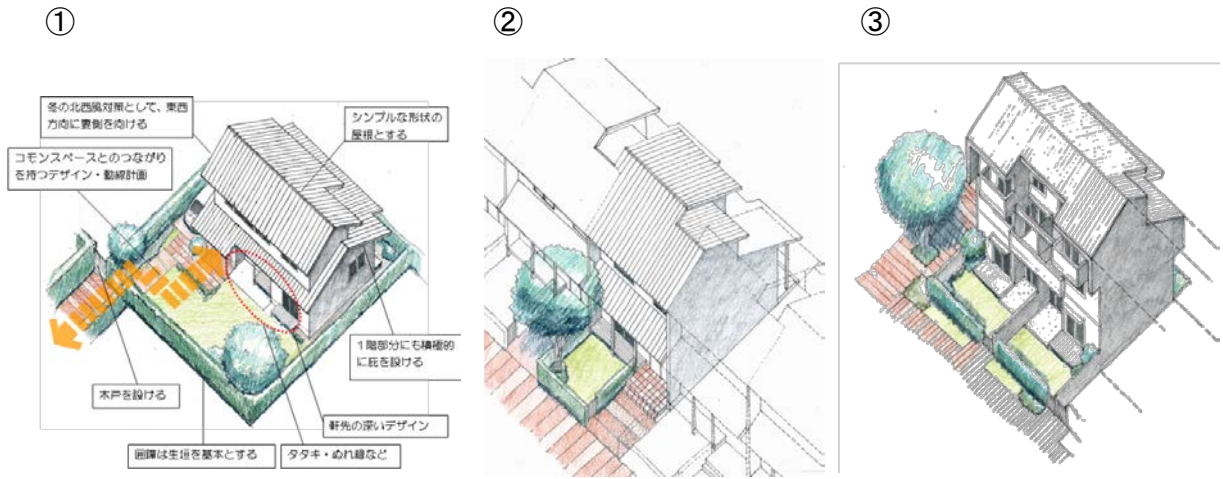 ①
②
③
冬の北西風対策として、東西
方向に妻側を向ける
シンプルな形状の
屋根とする
コモンスペースとのつながり
を持つデザイン・動線計画
1階部分にも積極的
に庇を設ける
木戸を設ける
軒先の深いデザイン
囲障は生垣を基本とする
タタキ・ぬれ縁など